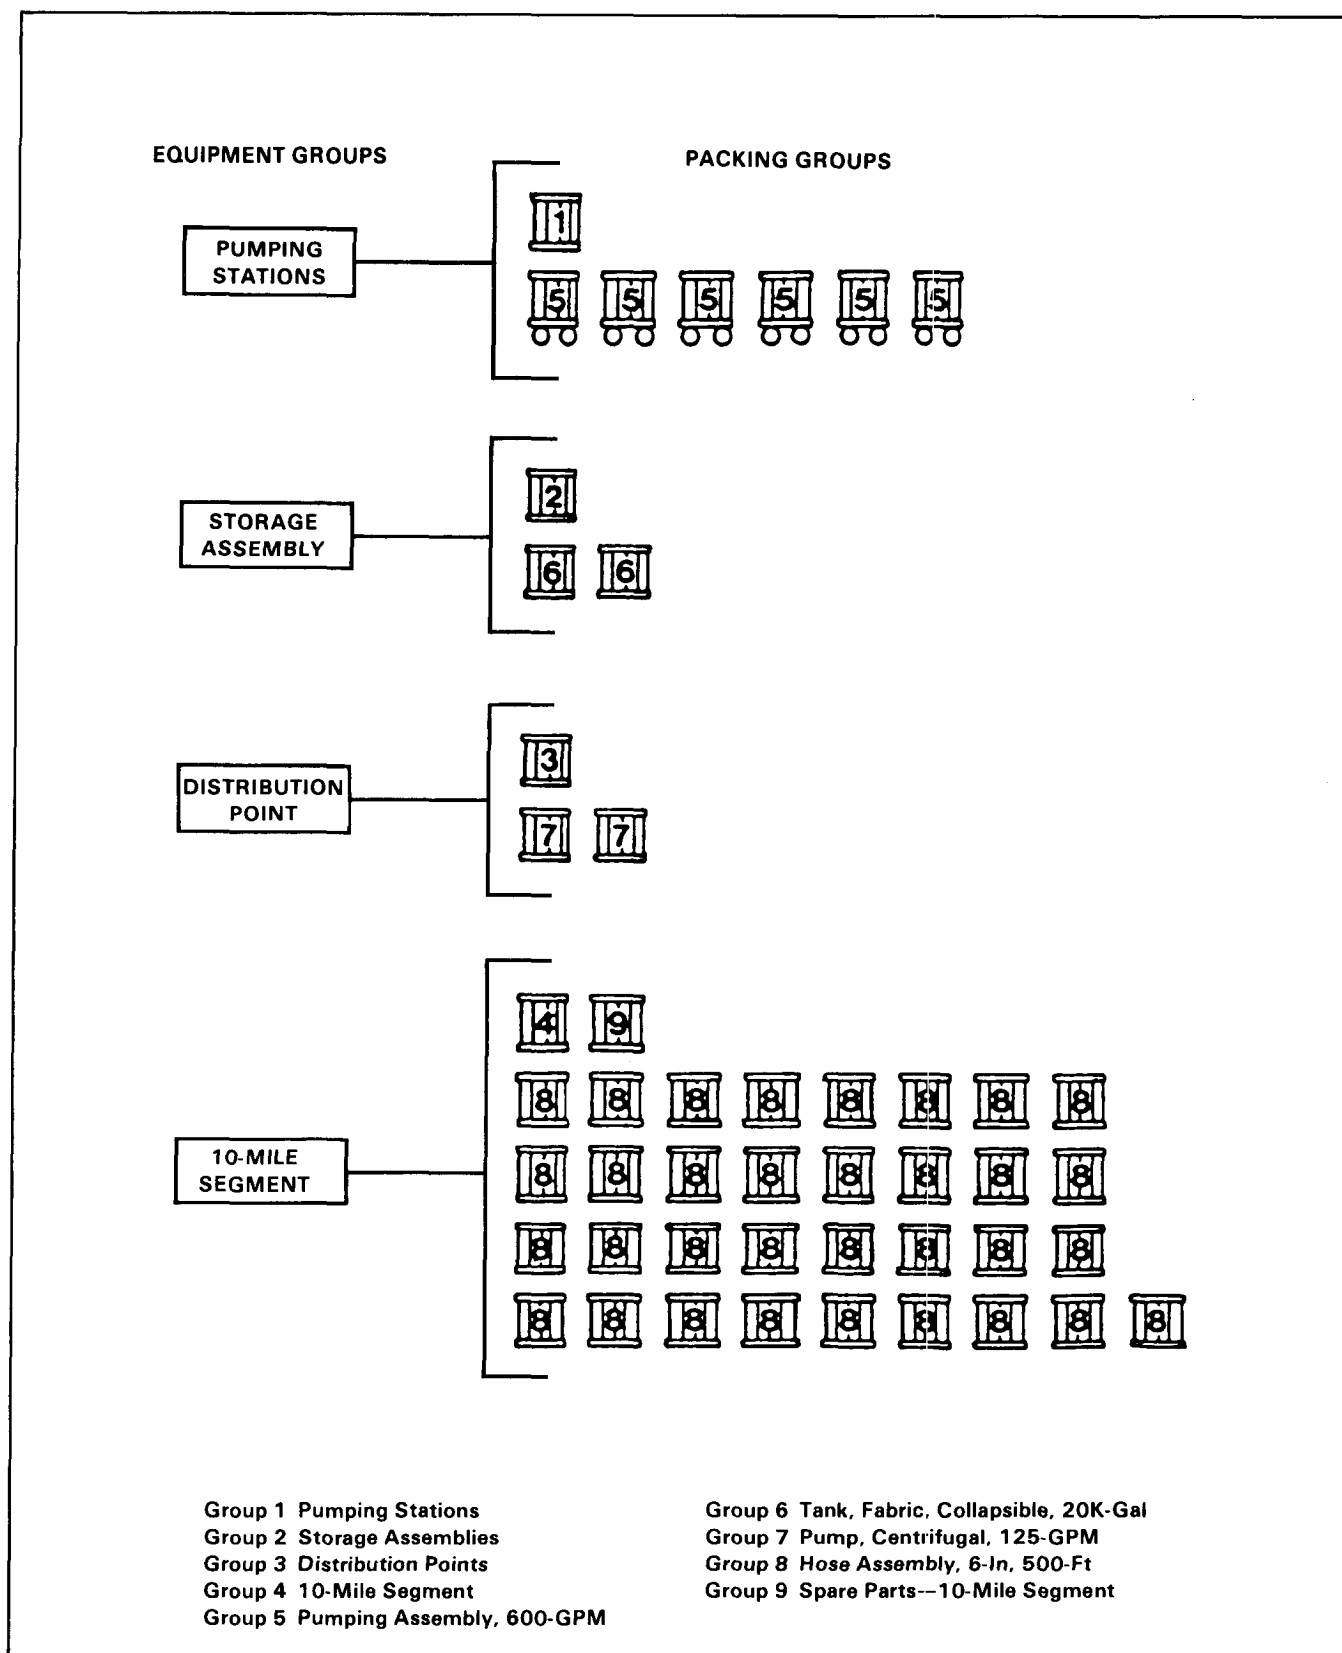 EQUIPMENT GROUPS
PACKING GROUPS
PUMPING
STATIONS
1
5 5 5 5 5 5
STORAGE
ASSEMBLY
2
6 6
DISTRIBUTION
POINT
3
7 7
10-MILE
SEGMENT
4 9
8 8 8 8 8 8 8 8
8 8 8 8 8 8 8 8
8 8 8 8 8 8 8 8
8 8 8 8 8 8 8 8 8
Group 1 Pumping Stations
Group 2 Storage Assemblies
Group 3 Distribution Points
Group 4 10-Mile Segment
Group 5 Pumping Assembly, 600-GPM
Group 6 Tank, Fabric, Collapsible, 20K-Gal
Group 7 Pump, Centrifugal, 125-GPM
Group 8 Hose Assembly, 6-In, 500-Ft
Group 9 Spare Parts--10-Mile Segment